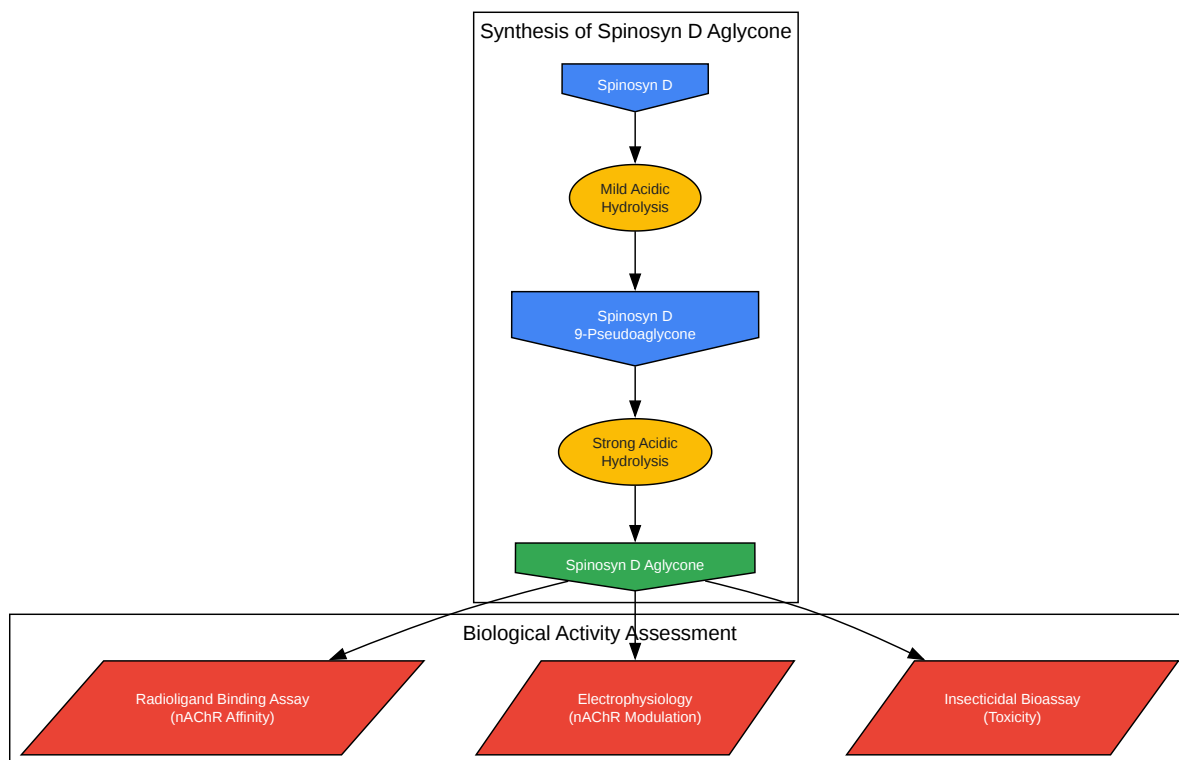 Synthesis of Spinosyn D Aglycone
Spinosyn D
Mild Acidic
Hydrolysis
Spinosyn D
9-Pseudoaglycone
Strong Acidic
Hydrolysis
Spinosyn D Aglycone
Biological Activity Assessment
Radioligand Binding Assay
(nAChR Affinity)
Electrophysiology
(nAChR Modulation)
Insecticidal Bioassay
(Toxicity)